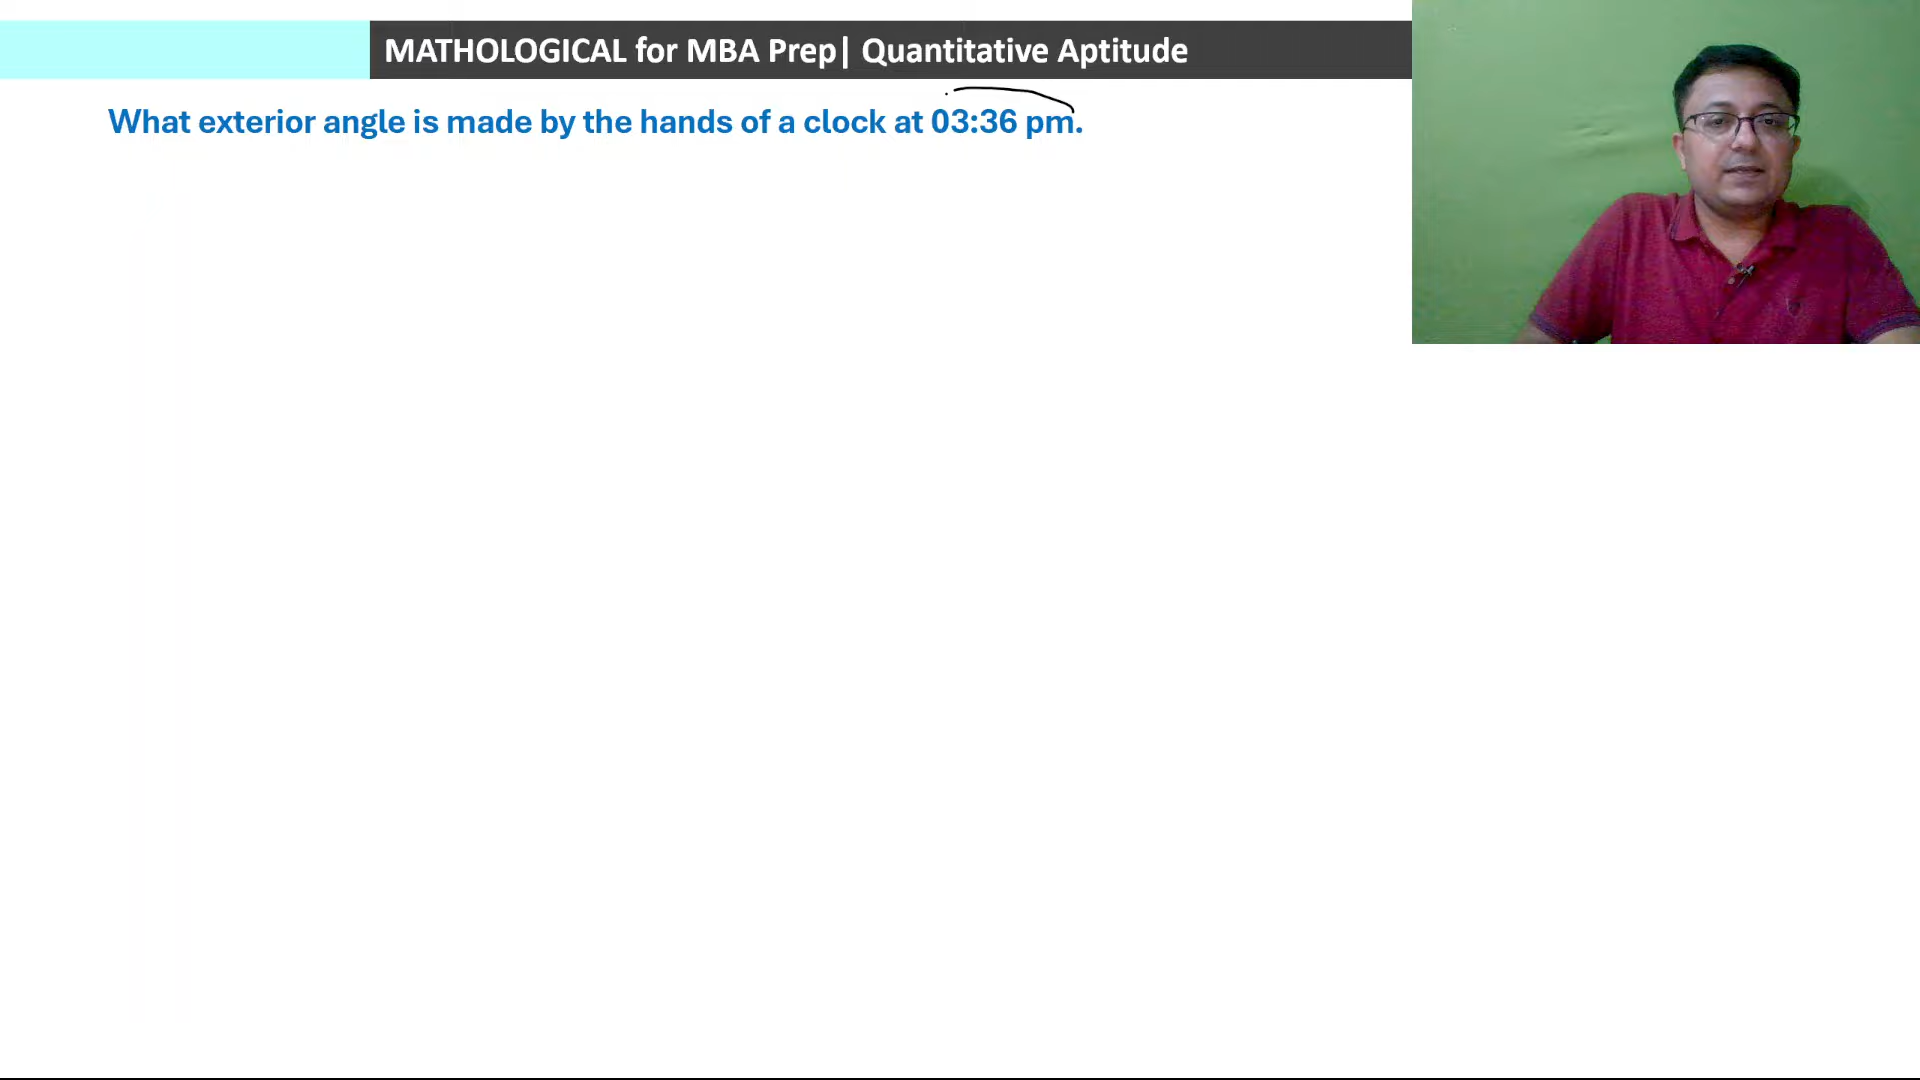 MATHOLOGICAL for MBA Prep| Quantitative Aptitude
What exterior angle is made by the hands of a clock at 03:36 pm.